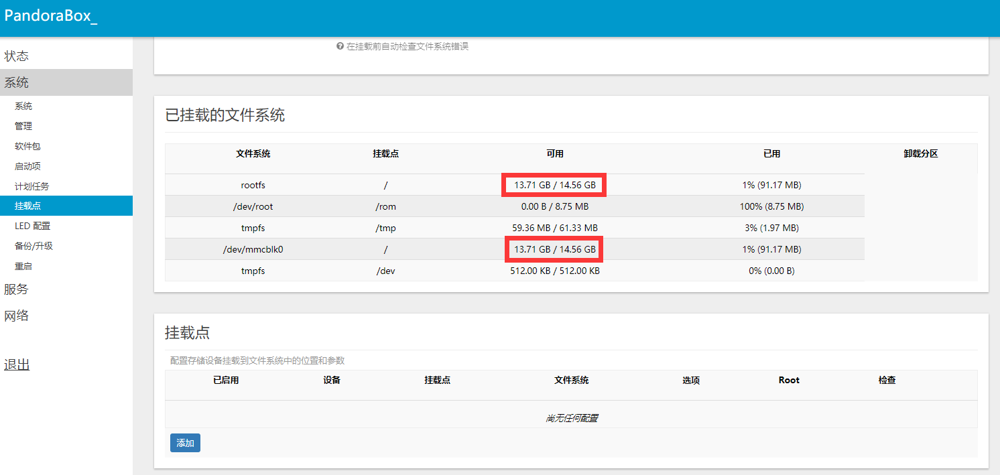 PandoraBox_
状态
系统
系统
管理
软件包
启动项
计划任务
挂载点
LED 配置
备份/升级
重启
服务
网络
退出
在挂载前自动检查文件系统错误
已挂载的文件系统
文件系统 挂载点 可用 已用 卸载分区
rootfs / 13.71 GB / 14.56 GB 1% (91.17 MB)
/dev/root /rom 0.00 B / 8.75 MB 100% (8.75 MB)
tmpfs /tmp 59.36 MB / 61.33 MB 3% (1.97 MB)
/dev/mmcblk0 / 13.71 GB / 14.56 GB 1% (91.17 MB)
tmpfs /dev 512.00 KB / 512.00 KB 0% (0.00 B)
挂载点
配置存储设备挂载到文件系统中的位置和参数
已启用 设备 挂载点 文件系统 选项 Root 检查
尚无任何配置
添加